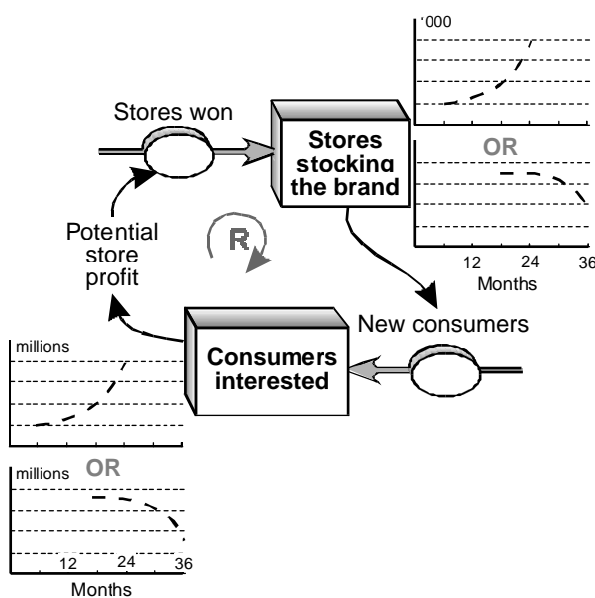 '000
Stores won
Stores
stocking
the brand
OR
Potential
store
profit
R
12 24 36
Months
New consumers
millions
Consumers
interested
millions
OR
12 24 36
Months